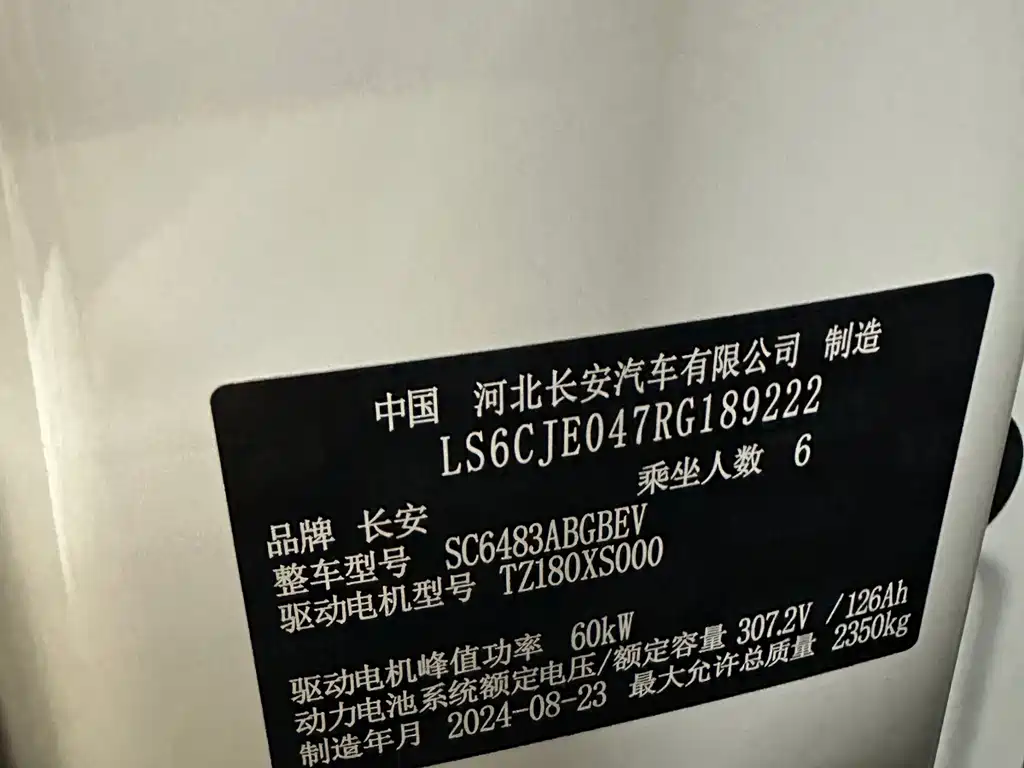 中国 河北长安汽车有限公司 制造
LS6CJE047RG189222
乘坐人数 6
品牌 长安
整车型号 SC6483ABGBEV
驱动电机型号 TZ180XS000
驱动电机峰值功率 60kW
动力电池系统额定电压/额定容量 307.2V /126Ah
制造年月 2024-08-23 最大允许总质量 2350kg